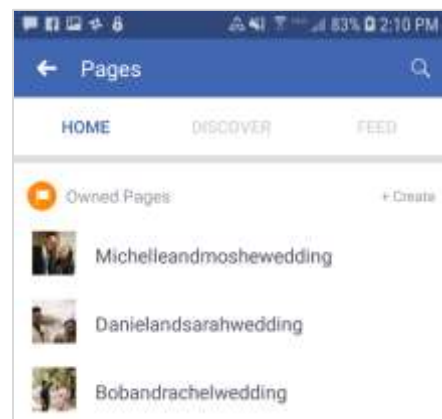 83% 2:10 PM
Pages
HOME DISCOVER FEED
Owned Pages + Create
Michelleandmoshewedding
Danielandsarahwedding
Bobandrachelwedding